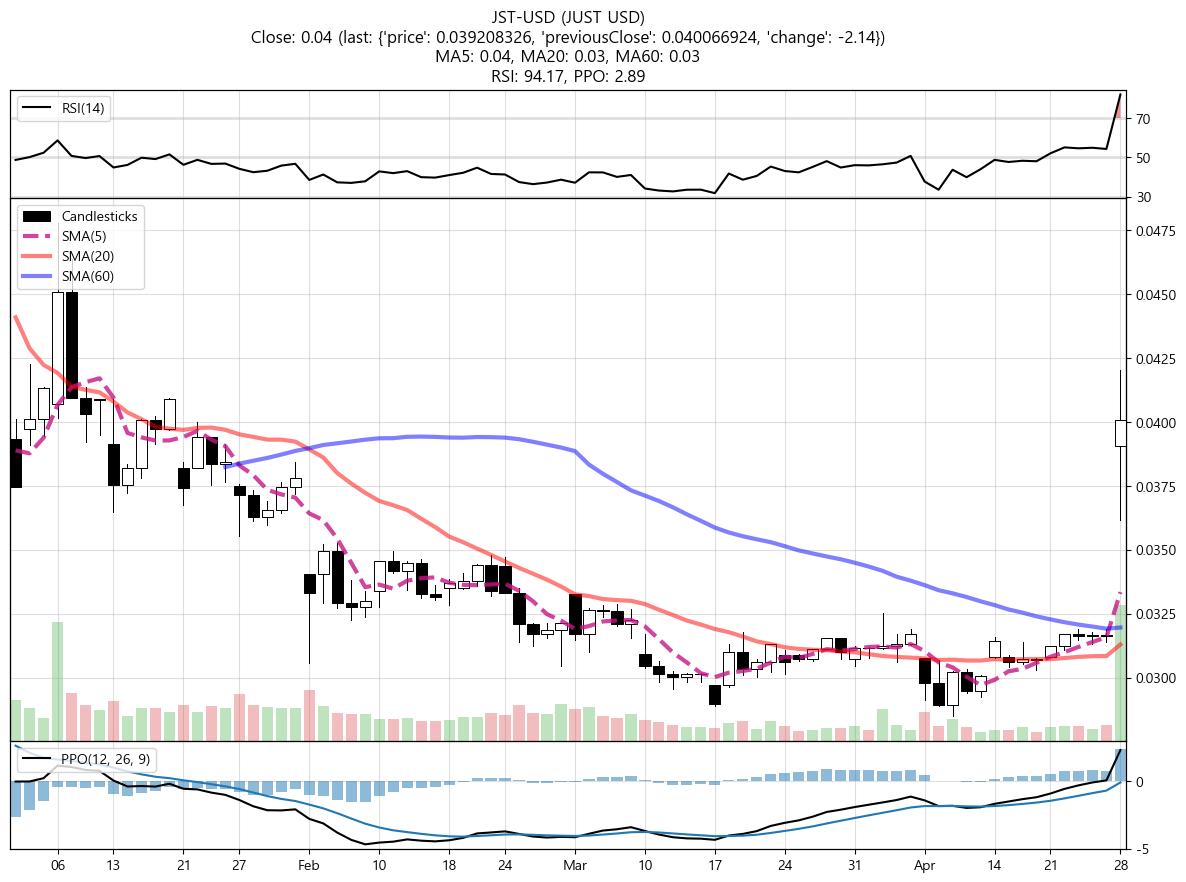 JST-USD (JUST USD)
Close: 0.04 (last: {'price': 0.039208326, 'previousClose': 0.040066924, 'change': -2.14})
MA5: 0.04, MA20: 0.03, MA60: 0.03
RSI: 94.17, PPO: 2.89
RSI(14)
70
50
30
Candlesticks
SMA(5)
SMA(20)
SMA(60)
0.0475
0.0450
0.0425
0.0400
0.0375
0.0350
0.0325
0.0300
PPO(12, 26, 9)
0
-5
06 13 21 27 Feb 10 18 24 Mar 10 17 24 31 Apr 14 21 28